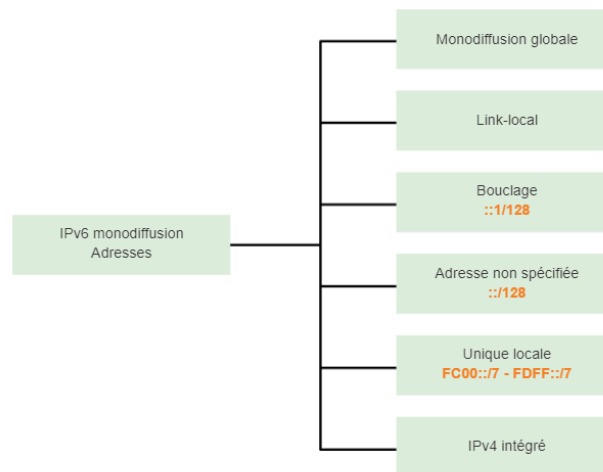 Monodiffusion globale
Link-local
Bouclage
::1/128
IPv6 monodiffusion
Adresses
Adresse non spécifiée
::/128
Unique locale
FC00::/7 - FDFF::/7
IPv4 intégré